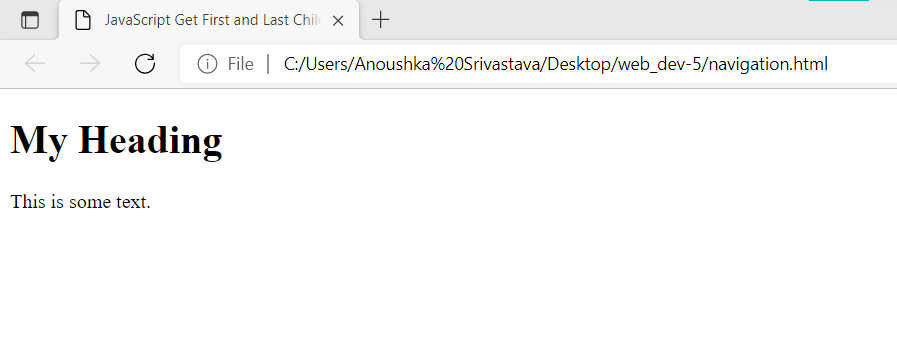 JavaScript Get First and Last Chil
File | C:/Users/Anoushka%20Srivastava/Desktop/web_dev-5/navigation.html
My Heading
This is some text.